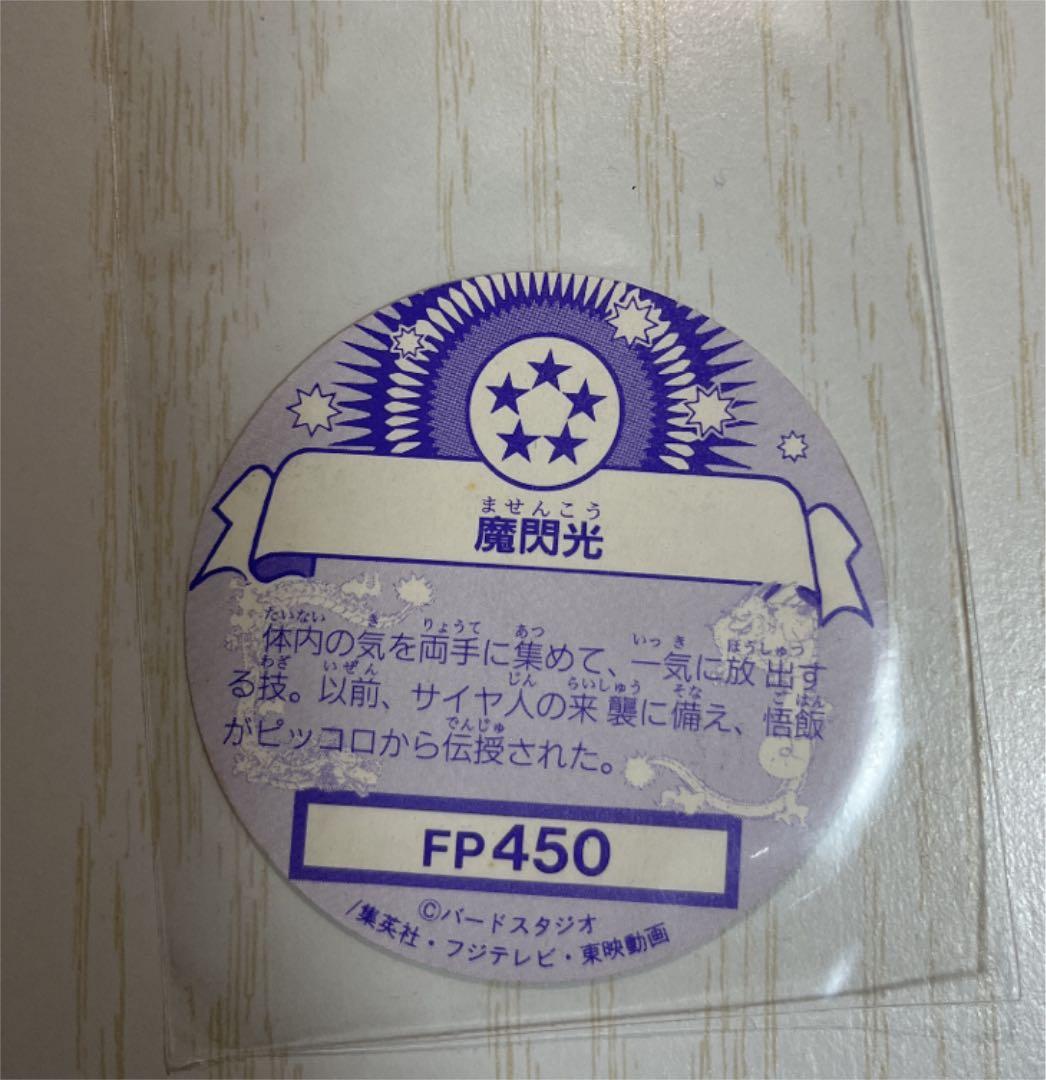 ませんこう
魔閃光
たいない き りょうて あつ いっき ほうしゅつ
体内の気を両手に集めて、一気に放出す
わざ いぜん じん らいしゅう そな ごはん
る技。以前、サイヤ人の来襲に備え、悟飯
でんじゅ
がピッコロから伝授された。
FP450
©バードスタジオ
/集英社・フジテレビ・東映動画